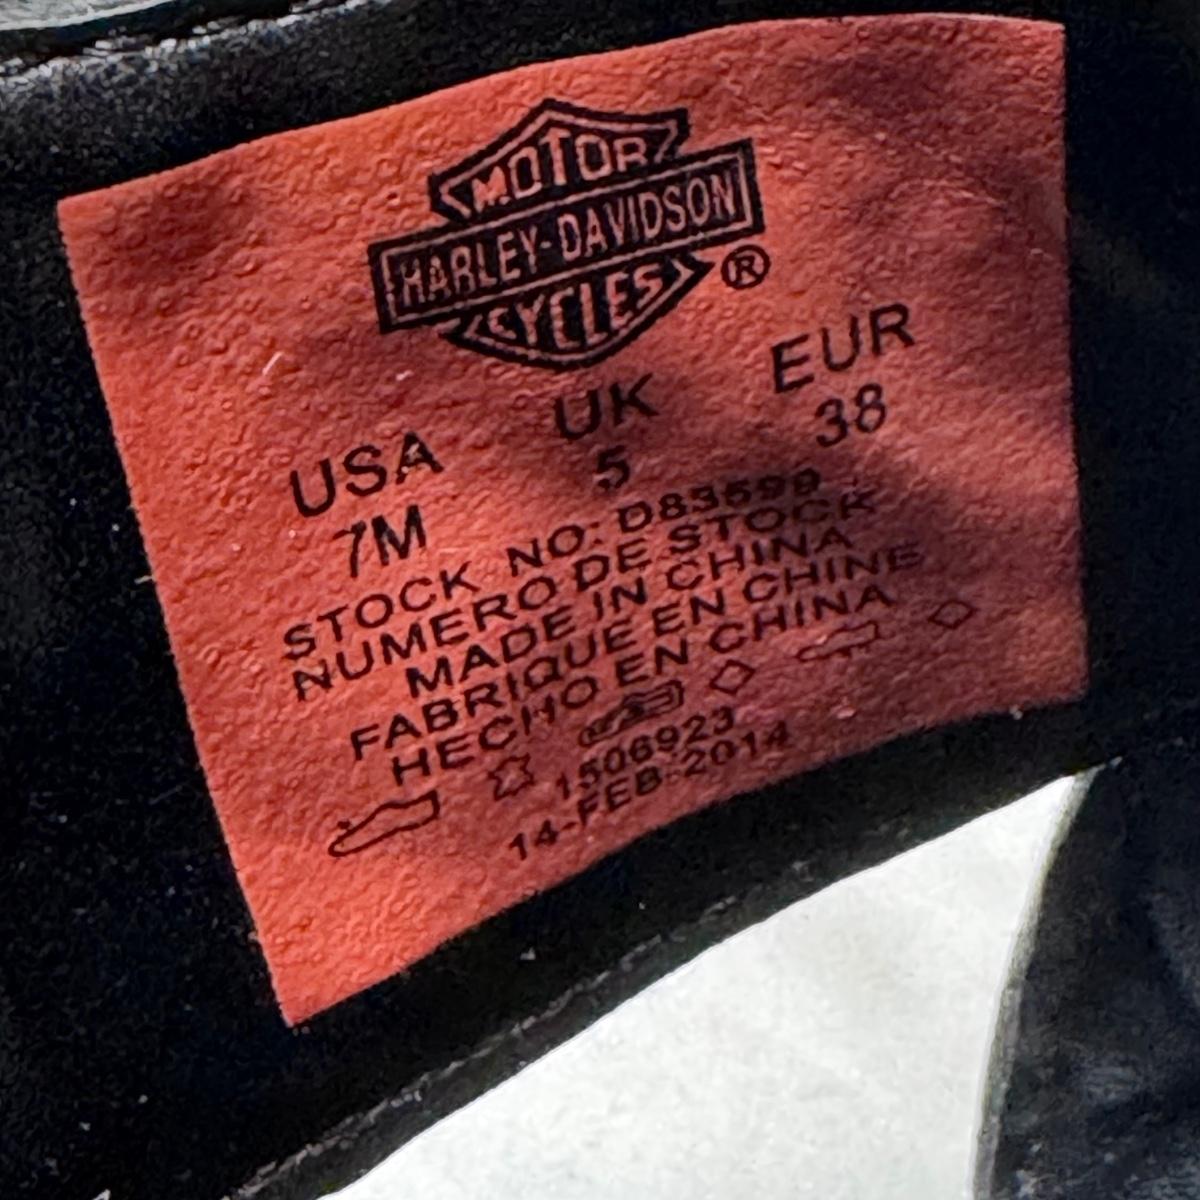 MOTOR
HARLEY-DAVIDSON
CYCLES ®
USA UK EUR
7M 5 38
STOCK NO: D83599
NUMERO DE STOCK
MADE IN CHINA
FABRIQUE EN CHINE
HECHO EN CHINA
1506923
14-FEB-2014